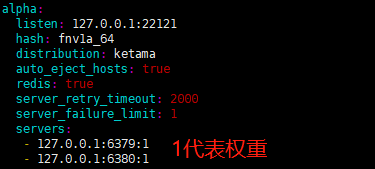 alpha:
listen: 127.0.0.1:22121
hash: fnv1a_64
distribution: ketama
auto_eject_hosts: true
redis: true
server_retry_timeout: 2000
server_failure_limit: 1
servers:
- 127.0.0.1:6379:1
- 127.0.0.1:6380:1
1代表权重